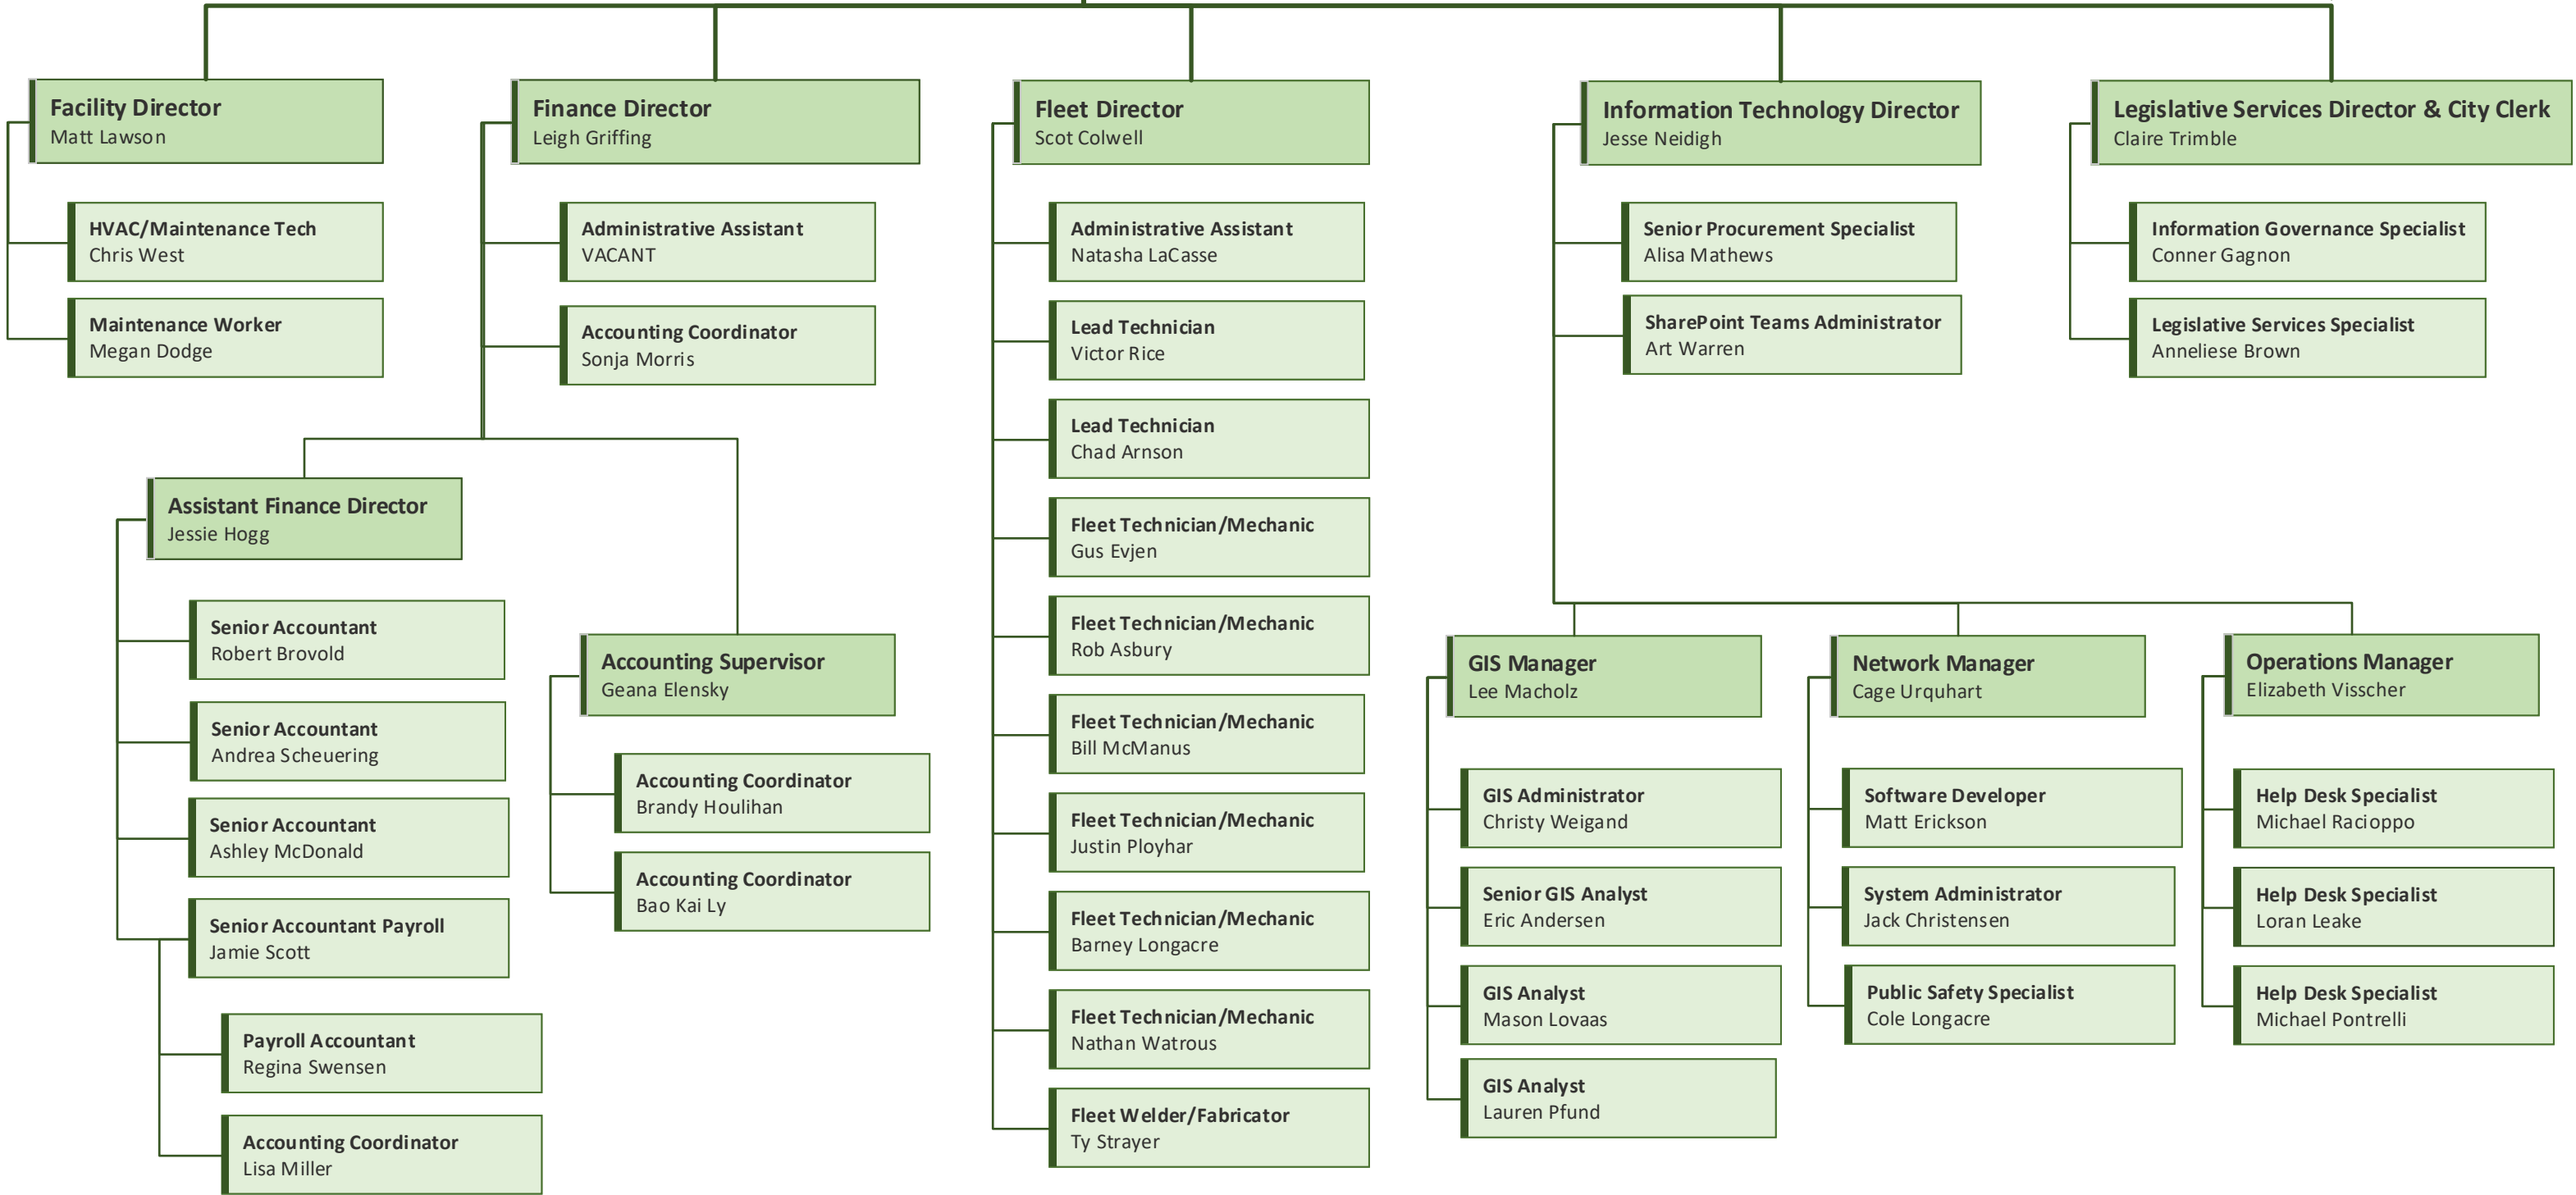 Facility Director
Matt Lawson
HVAC/Maintenance Tech
Chris West
Maintenance Worker
Megan Dodge
Finance Director
Leigh Griffing
Administrative Assistant
VACANT
Accounting Coordinator
Sonja Morris
Assistant Finance Director
Jessie Hogg
Senior Accountant
Robert Brovold
Senior Accountant
Andrea Scheuering
Senior Accountant
Ashley McDonald
Senior Accountant Payroll
Jamie Scott
Payroll Accountant
Regina Swensen
Accounting Coordinator
Lisa Miller
Accounting Supervisor
Geana Elensky
Accounting Coordinator
Brandy Houlihan
Accounting Coordinator
Bao Kai Ly
Fleet Director
Scot Colwell
Administrative Assistant
Natasha LaCasse
Lead Technician
Victor Rice
Lead Technician
Chad Arnson
Fleet Technician/Mechanic
Gus Evjen
Fleet Technician/Mechanic
Rob Asbury
Fleet Technician/Mechanic
Bill McManus
Fleet Technician/Mechanic
Justin Ployhar
Fleet Technician/Mechanic
Barney Longacre
Fleet Technician/Mechanic
Nathan Watrous
Fleet Welder/Fabricator
Ty Strayer
Information Technology Director
Jesse Neidigh
Senior Procurement Specialist
Alisa Mathews
SharePoint Teams Administrator
Art Warren
GIS Manager
Lee Macholz
GIS Administrator
Christy Weigand
Senior GIS Analyst
Eric Andersen
GIS Analyst
Mason Lovaas
GIS Analyst
Lauren Pfund
Network Manager
Cage Urquhart
Software Developer
Matt Erickson
System Administrator
Jack Christensen
Public Safety Specialist
Cole Longacre
Operations Manager
Elizabeth Visscher
Help Desk Specialist
Michael Racioppo
Help Desk Specialist
Loran Leake
Help Desk Specialist
Michael Pontrelli
Legislative Services Director & City Clerk
Claire Trimble
Information Governance Specialist
Conner Gagnon
Legislative Services Specialist
Anneliese Brown